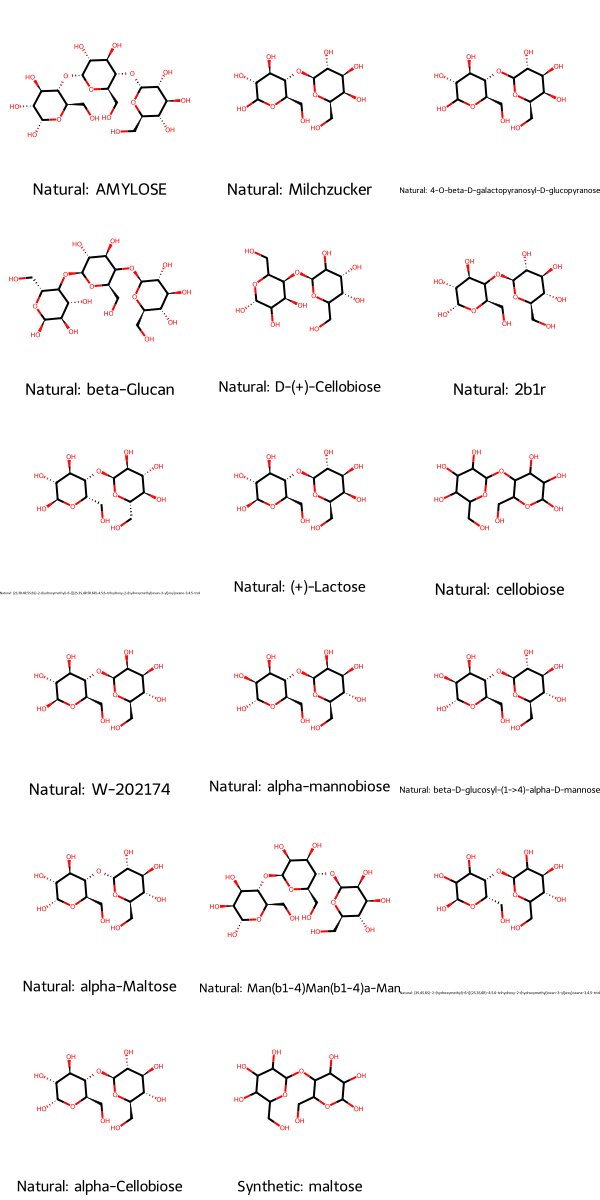 Natural: AMYLOSE
Natural: Milchzucker
Natural: 4-O-beta-D-galactopyranosyl-D-glucopyranose
Natural: beta-Glucan
Natural: D-(+)-Cellobiose
Natural: 2b1r
Natural: (+)-Lactose
Natural: cellobiose
Natural: W-202174
Natural: alpha-mannobiose
Natural: beta-D-glucosyl-(1->4)-alpha-D-mannose
Natural: alpha-Maltose
Natural: Man(b1-4)Man(b1-4)a-Man
Natural: alpha-Cellobiose
Synthetic: maltose